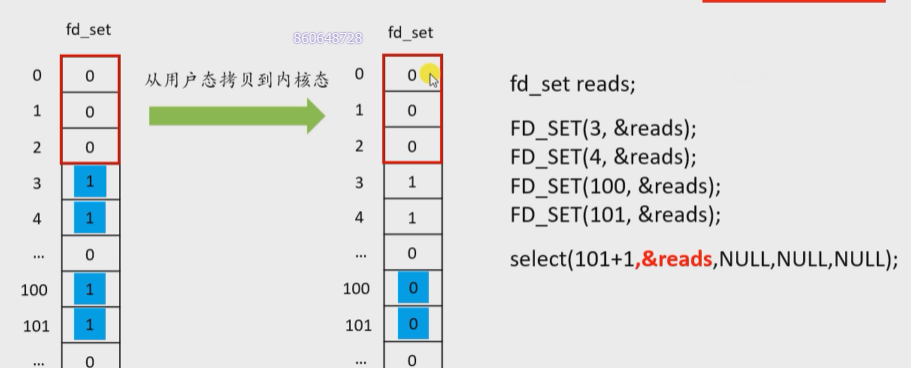 fd_set
860648728
fd_set
从用户态拷贝到内核态
0 0 0 0
1 0 1 0
2 0 2 0
3 1 3 1
4 1 4 1
... 0 ... 0
100 1 100 0
101 1 101 0
... 0 ... 0
fd_set reads;
FD_SET(3, &reads);
FD_SET(4, &reads);
FD_SET(100, &reads);
FD_SET(101, &reads);
select(101+1,&reads,NULL,NULL,NULL);